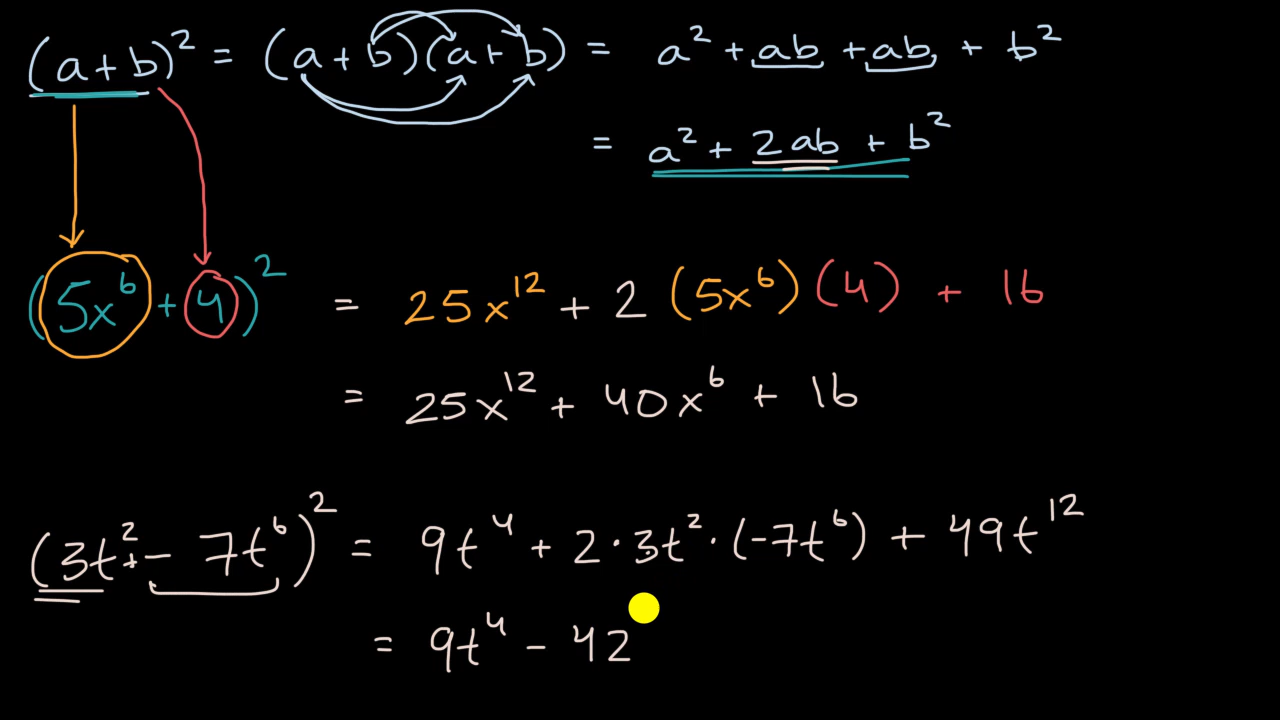 (a+b)² = (a+b)(a+b) = a² + ab + ab + b²
= a² + 2ab + b²
(5x⁶ + 4)² = 25x¹² + 2(5x⁶)(4) + 16
= 25x¹² + 40x⁶ + 16
(3t² + - 7t⁶)² = 9t⁴ + 2·3t²·(-7t⁶) + 49t¹²
= 9t⁴ - 42